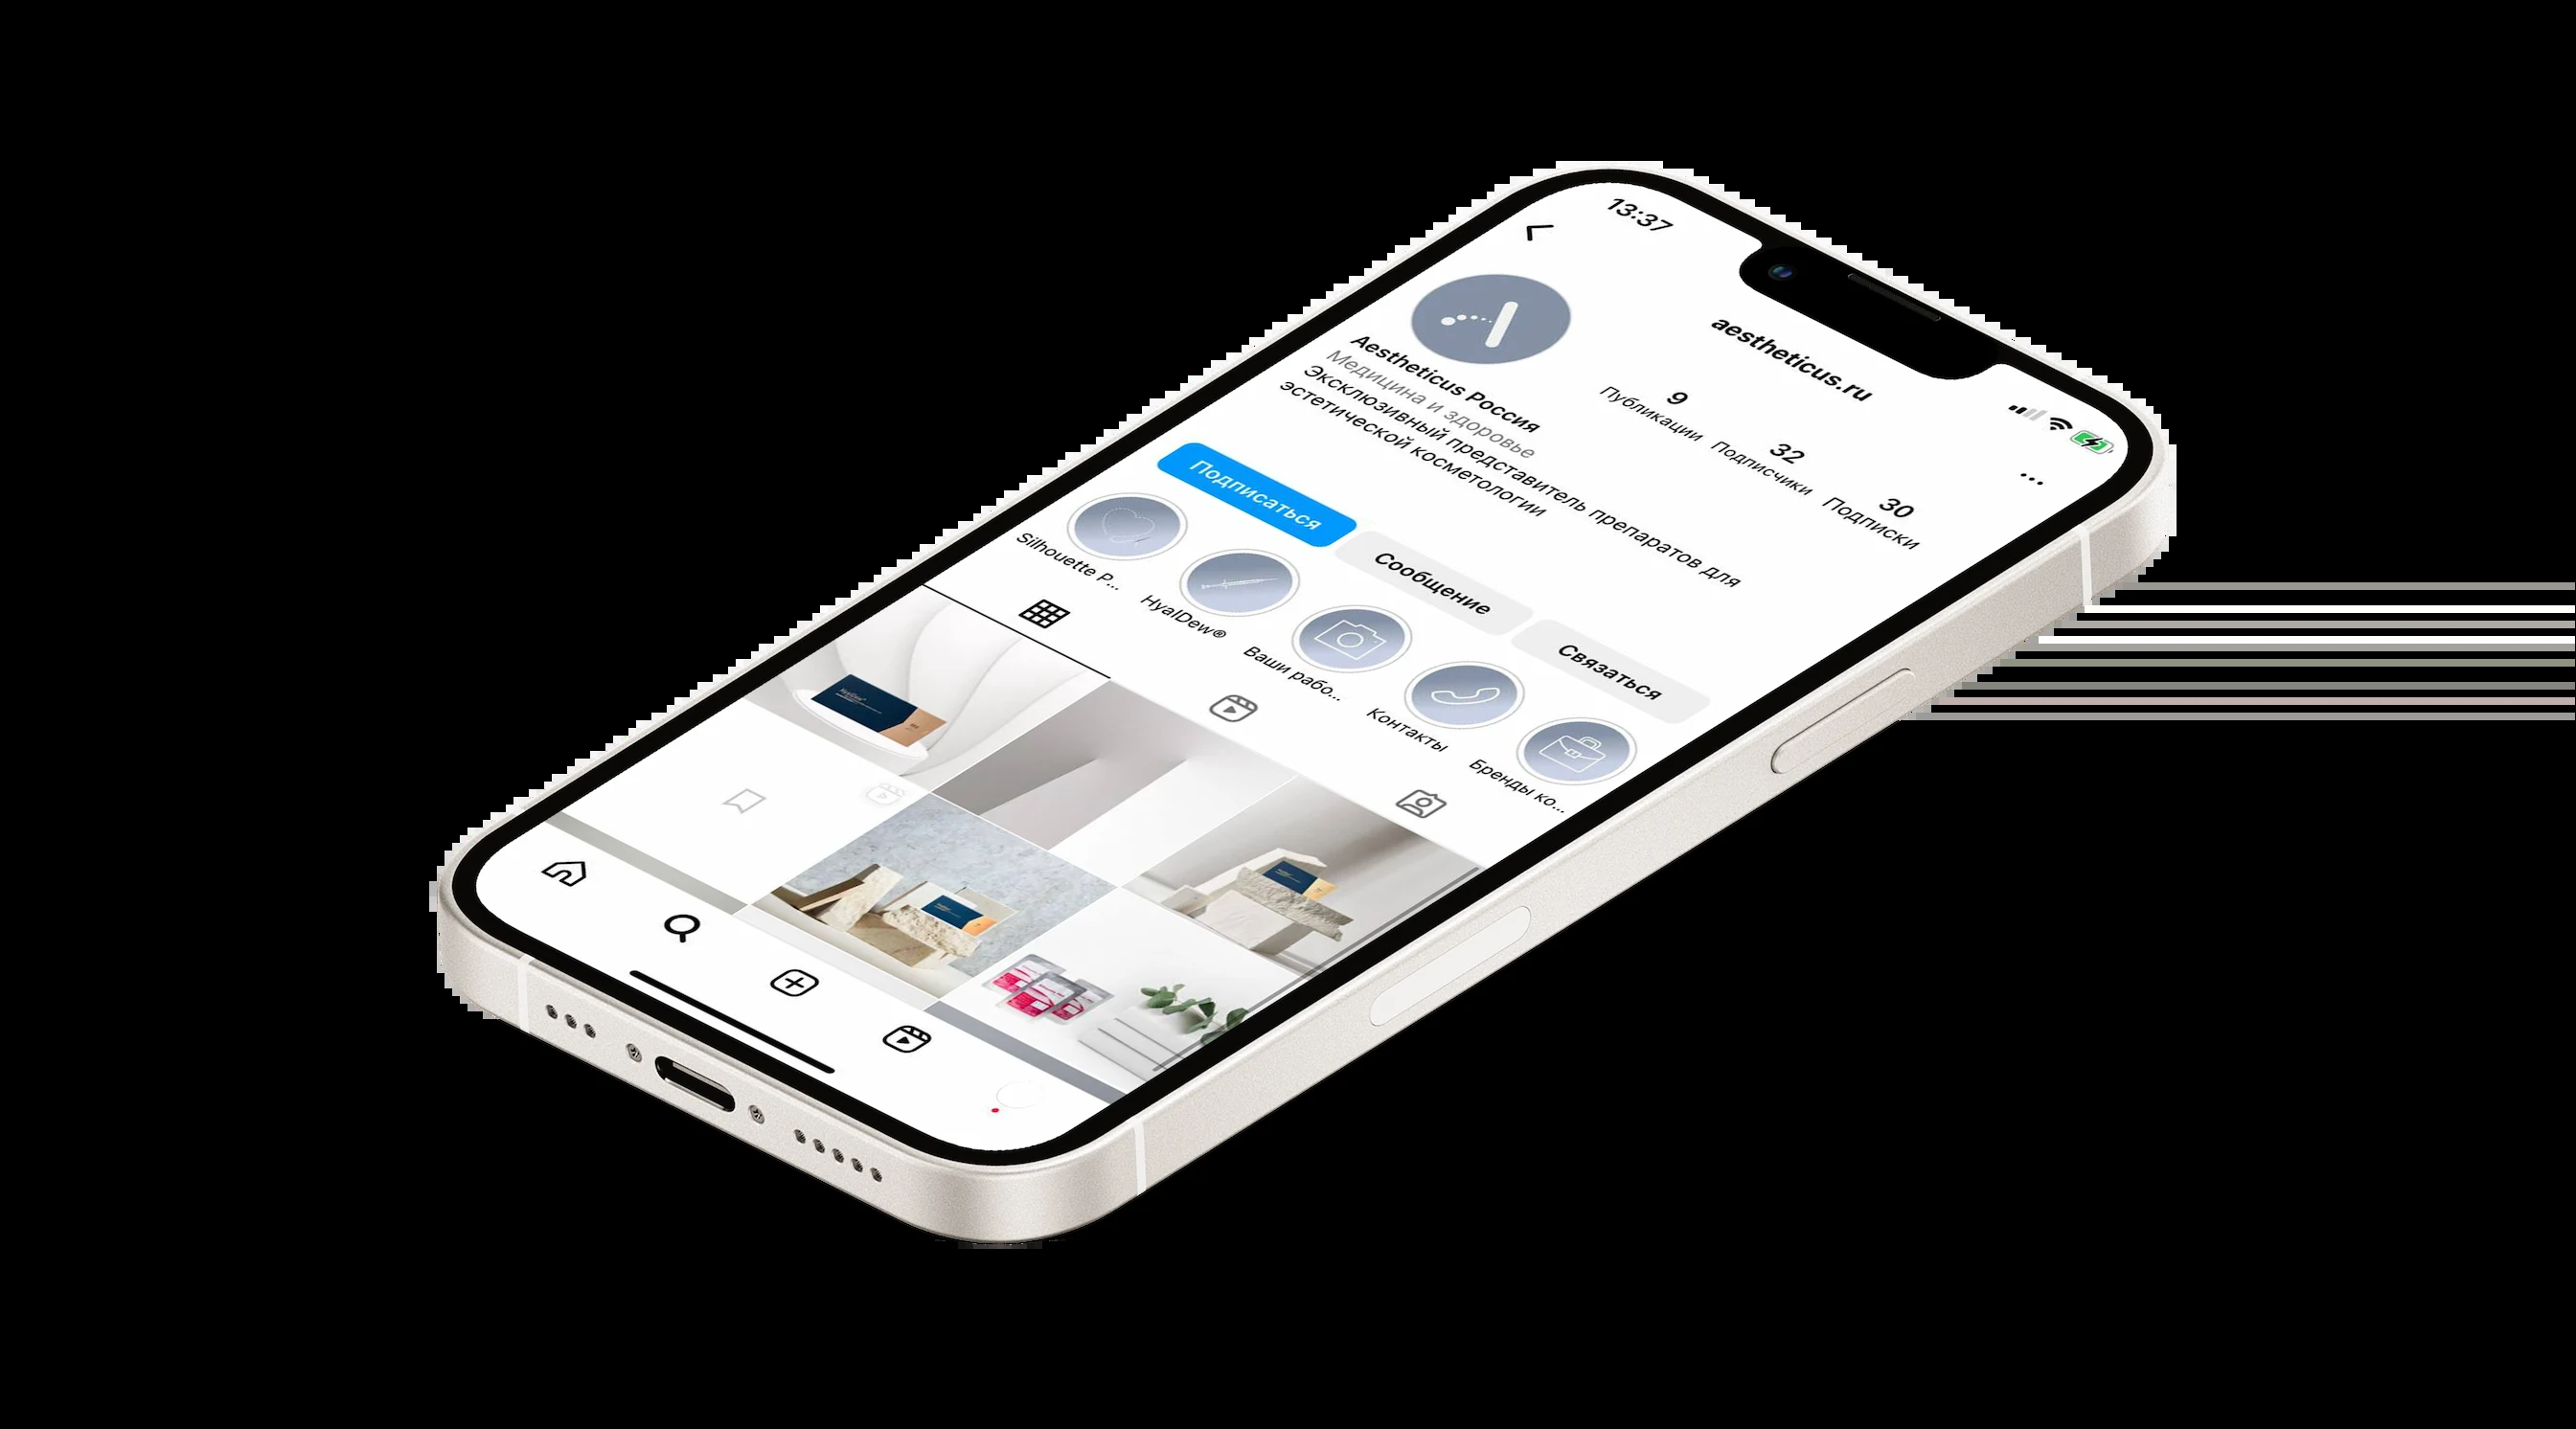 13:37
aestheticus.ru
9
Публикации
32
Подписчики
30
Подписки
Aestheticus Россия
Медицина и здоровье
Эксклюзивный представитель препаратов для
эстетической косметологии
Подписаться
Сообщение
Связаться
Silhouette P...
HyalDew®
Ваши рабо...
Контакты
Бренды ко...